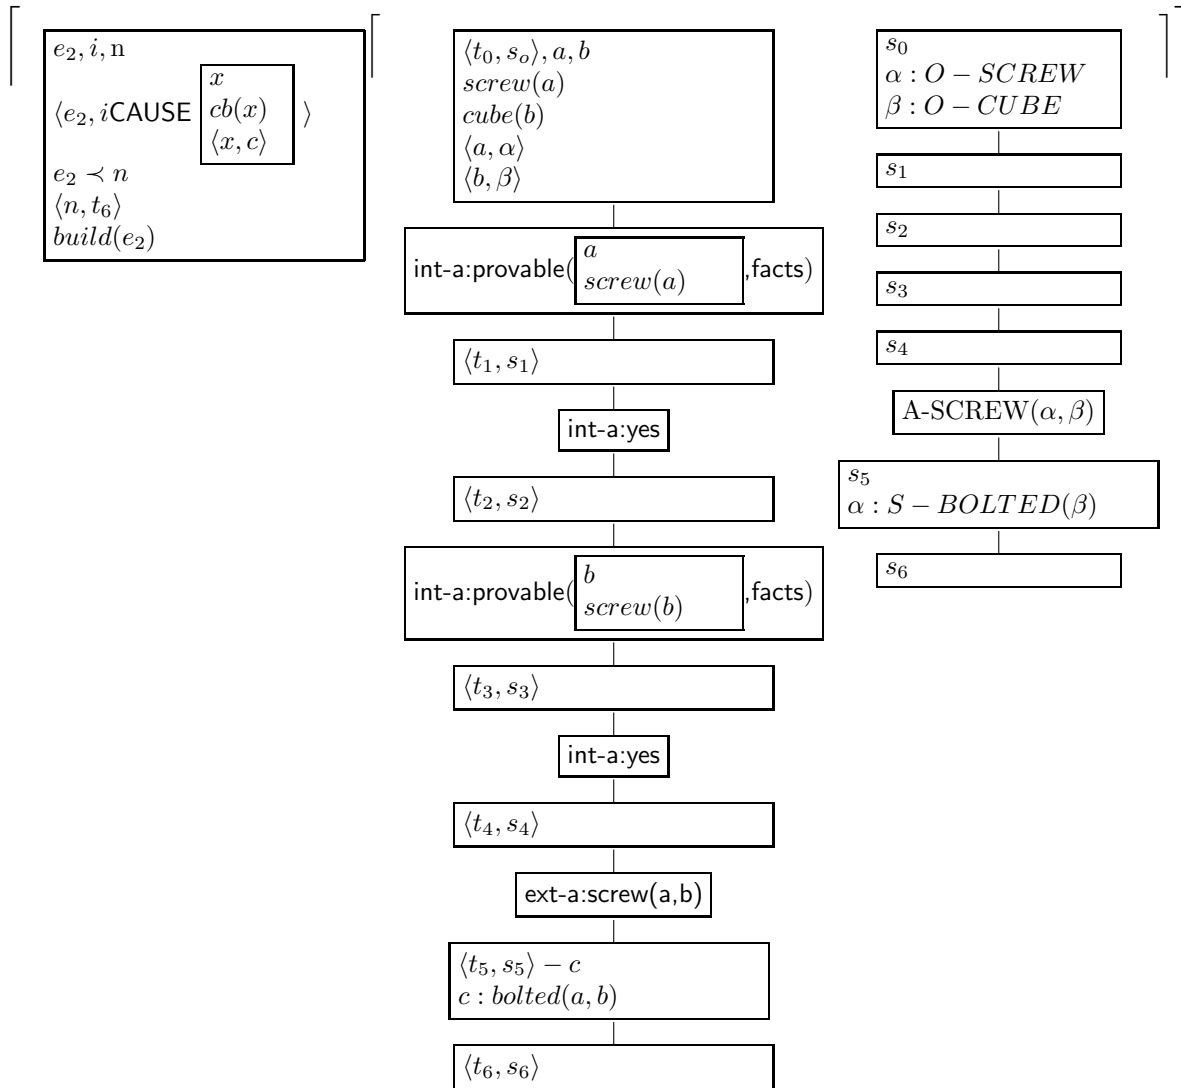 e₂, i, n
⟨e₂, iCAUSE
x
cb(x)
⟨x, c⟩
⟩
e₂ ≺ n
⟨n, t₆⟩
build(e₂)
⟨t₀, sₒ⟩, a, b
screw(a)
cube(b)
⟨a, α⟩
⟨b, β⟩
int-a:provable(
a
screw(a)
,facts)
⟨t₁, s₁⟩
int-a:yes
⟨t₂, s₂⟩
int-a:provable(
b
screw(b)
,facts)
⟨t₃, s₃⟩
int-a:yes
⟨t₄, s₄⟩
ext-a:screw(a,b)
⟨t₅, s₅⟩ − c
c : bolted(a, b)
⟨t₆, s₆⟩
s₀
α : O − SCREW
β : O − CUBE
s₁
s₂
s₃
s₄
A-SCREW(α, β)
s₅
α : S − BOLTED(β)
s₆